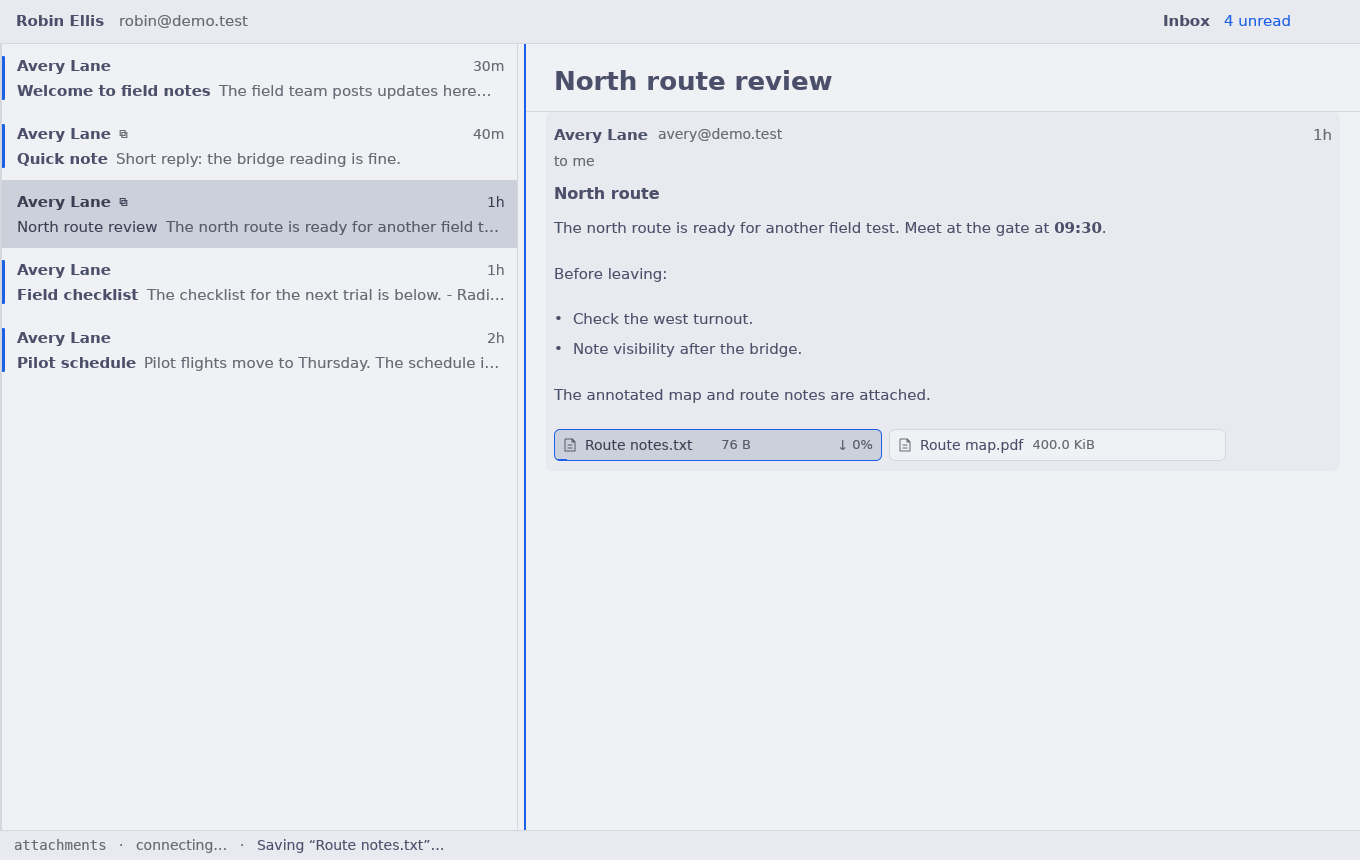 Robin Ellis robin@demo.test
Inbox 4 unread
Avery Lane 30m
Welcome to field notes The field team posts updates here…
Avery Lane 40m
Quick note Short reply: the bridge reading is fine.
Avery Lane 1h
North route review The north route is ready for another field t…
Avery Lane 1h
Field checklist The checklist for the next trial is below. - Radi…
Avery Lane 2h
Pilot schedule Pilot flights move to Thursday. The schedule i…
North route review
Avery Lane avery@demo.test 1h
to me
North route
The north route is ready for another field test. Meet at the gate at 09:30.
Before leaving:
• Check the west turnout.
• Note visibility after the bridge.
The annotated map and route notes are attached.
Route notes.txt 76 B ↓ 0%
Route map.pdf 400.0 KiB
attachments · connecting… · Saving “Route notes.txt”…